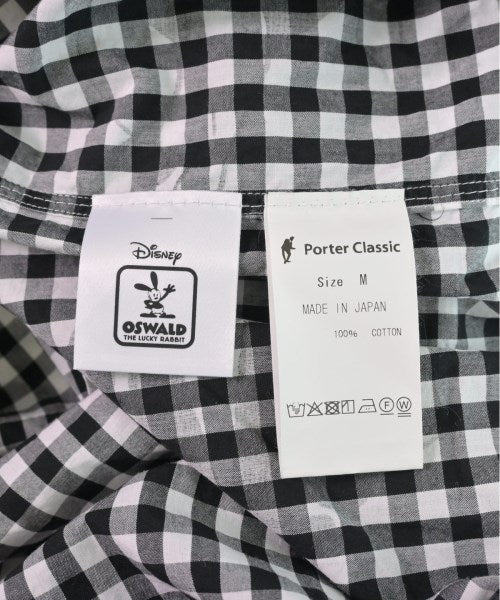 Disney
OSWALD
THE LUCKY RABBIT
Porter Classic
Size M
MADE IN JAPAN
100% COTTON